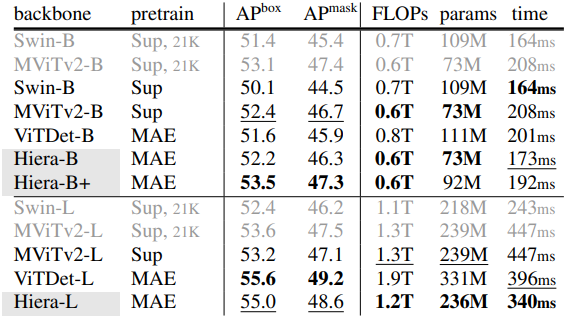 backbone pretrain APbox APmask FLOPs params time
Swin-B Sup, 21K 51.4 45.4 0.7T 109M 164ms
MViTv2-B Sup, 21K 53.1 47.4 0.6T 73M 208ms
Swin-B Sup 50.1 44.5 0.7T 109M 164ms
MViTv2-B Sup 52.4 46.7 0.6T 73M 208ms
ViTDet-B MAE 51.6 45.9 0.8T 111M 201ms
Hiera-B MAE 52.2 46.3 0.6T 73M 173ms
Hiera-B+ MAE 53.5 47.3 0.6T 92M 192ms
Swin-L Sup, 21K 52.4 46.2 1.1T 218M 243ms
MViTv2-L Sup, 21K 53.6 47.5 1.3T 239M 447ms
MViTv2-L Sup 53.2 47.1 1.3T 239M 447ms
ViTDet-L MAE 55.6 49.2 1.9T 331M 396ms
Hiera-L MAE 55.0 48.6 1.2T 236M 340ms